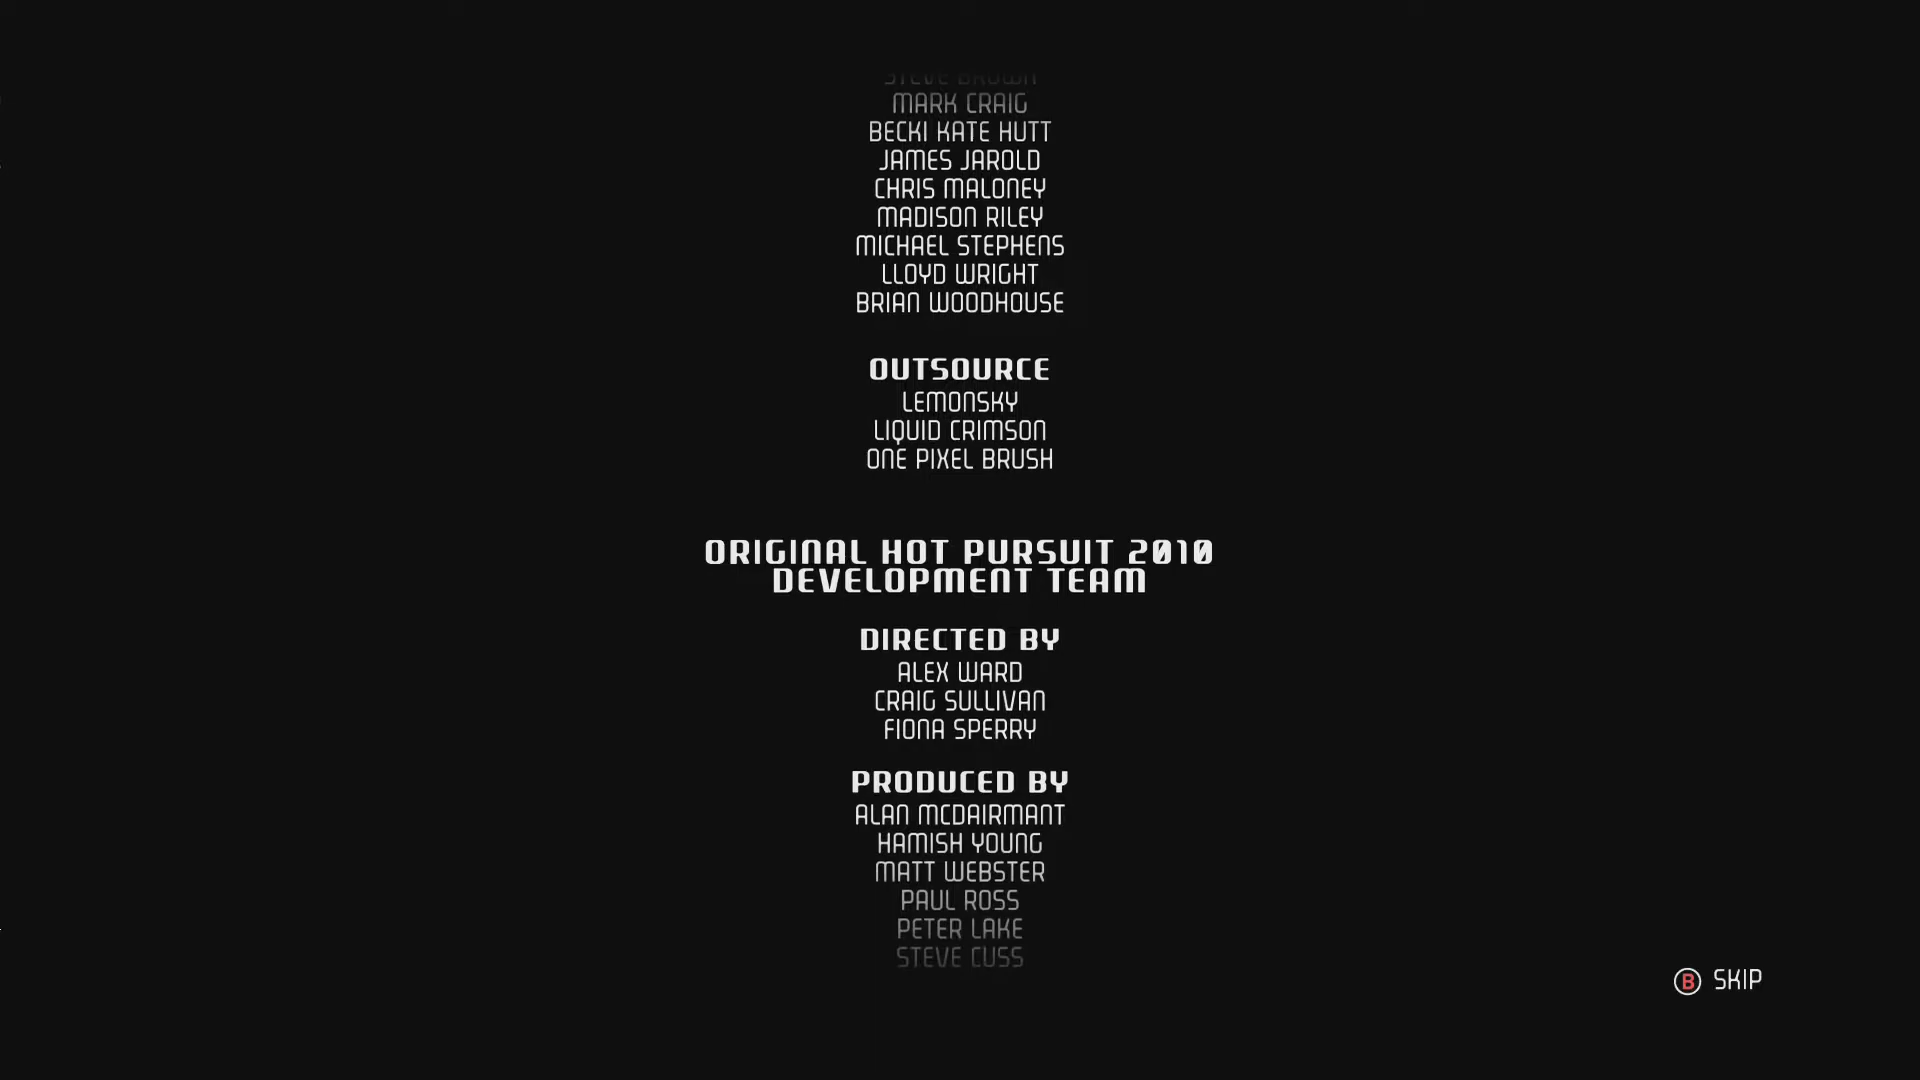 STEVE BROWN
MARK CRAIG
BECKI KATE HUTT
JAMES JAROLD
CHRIS MALONEY
MADISON RILEY
MICHAEL STEPHENS
LLOYD WRIGHT
BRIAN WOODHOUSE
OUTSOURCE
LEMONSKY
LIQUID CRIMSON
ONE PIXEL BRUSH
ORIGINAL HOT PURSUIT 2010
DEVELOPMENT TEAM
DIRECTED BY
ALEX WARD
CRAIG SULLIVAN
FIONA SPERRY
PRODUCED BY
ALAN MCDAIRMANT
HAMISH YOUNG
MATT WEBSTER
PAUL ROSS
PETER LAKE
STEVE CUSS
B SKIP